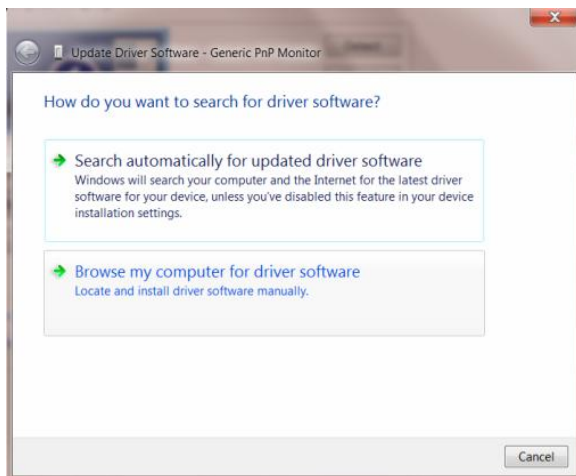 Update Driver Software - Generic PnP Monitor
How do you want to search for driver software?
Search automatically for updated driver software
Windows will search your computer and the Internet for the latest driver
software for your device, unless you've disabled this feature in your device
installation settings.
Browse my computer for driver software
Locate and install driver software manually.
Cancel